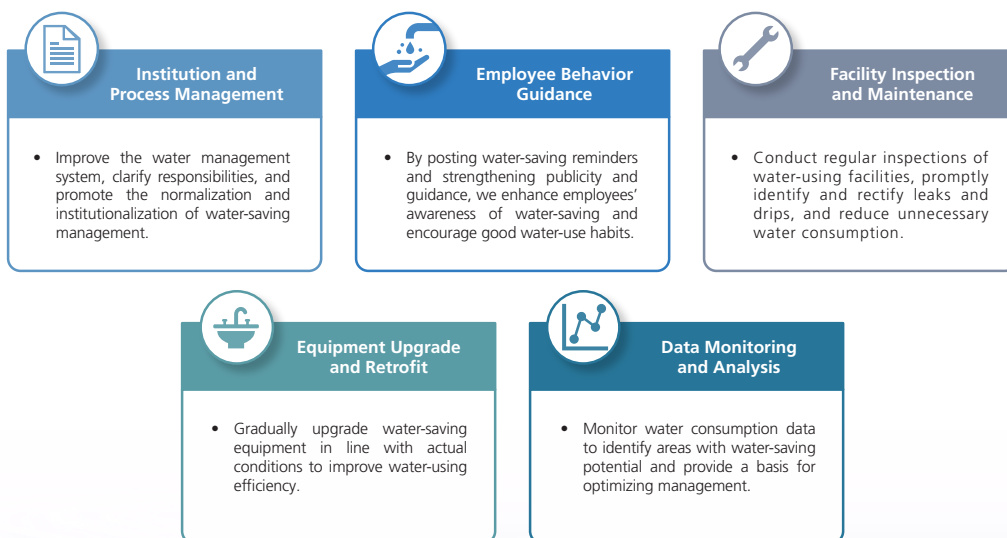 Institution and
Process Management
• Improve the water management
system, clarify responsibilities, and
promote the normalization and
institutionalization of water-saving
management.
Employee Behavior
Guidance
• By posting water-saving reminders
and strengthening publicity and
guidance, we enhance employees’
awareness of water-saving and
encourage good water-use habits.
Facility Inspection
and Maintenance
• Conduct regular inspections of
water-using facilities, promptly
identify and rectify leaks and
drips, and reduce unnecessary
water consumption.
Equipment Upgrade
and Retrofit
• Gradually upgrade water-saving
equipment in line with actual
conditions to improve water-using
efficiency.
Data Monitoring
and Analysis
• Monitor water consumption data
to identify areas with water-saving
potential and provide a basis for
optimizing management.